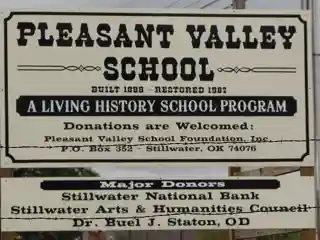 PLEASANT VALLEY
SCHOOL
BUILT 1898 - RESTORED 1987
A LIVING HISTORY SCHOOL PROGRAM
Donations are Welcomed:
Pleasant Valley School Foundation, Inc.
P.O. Box 352 - Stillwater, OK 74076
Major Donors
Stillwater National Bank
Stillwater Arts & Humanities Council
Dr. Buel J. Staton, OD